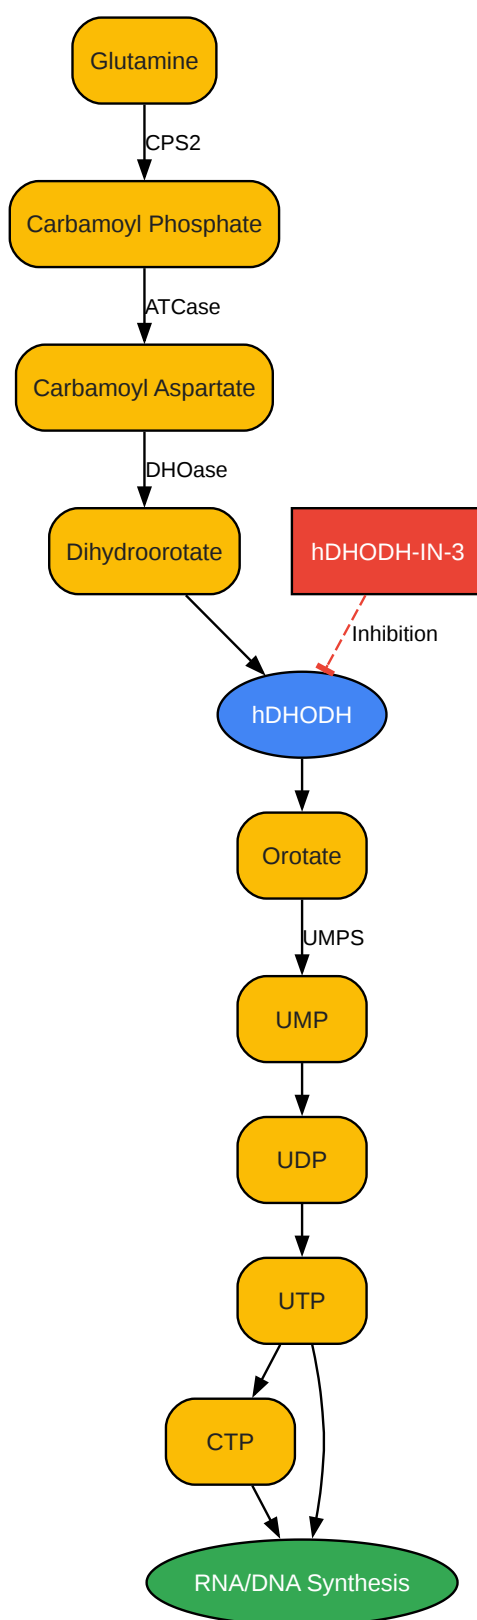 Glutamine
CPS2
Carbamoyl Phosphate
ATCase
Carbamoyl Aspartate
DHOase
Dihydroorotate
hDHODH-IN-3
Inhibition
hDHODH
Orotate
UMPS
UMP
UDP
UTP
CTP
RNA/DNA Synthesis